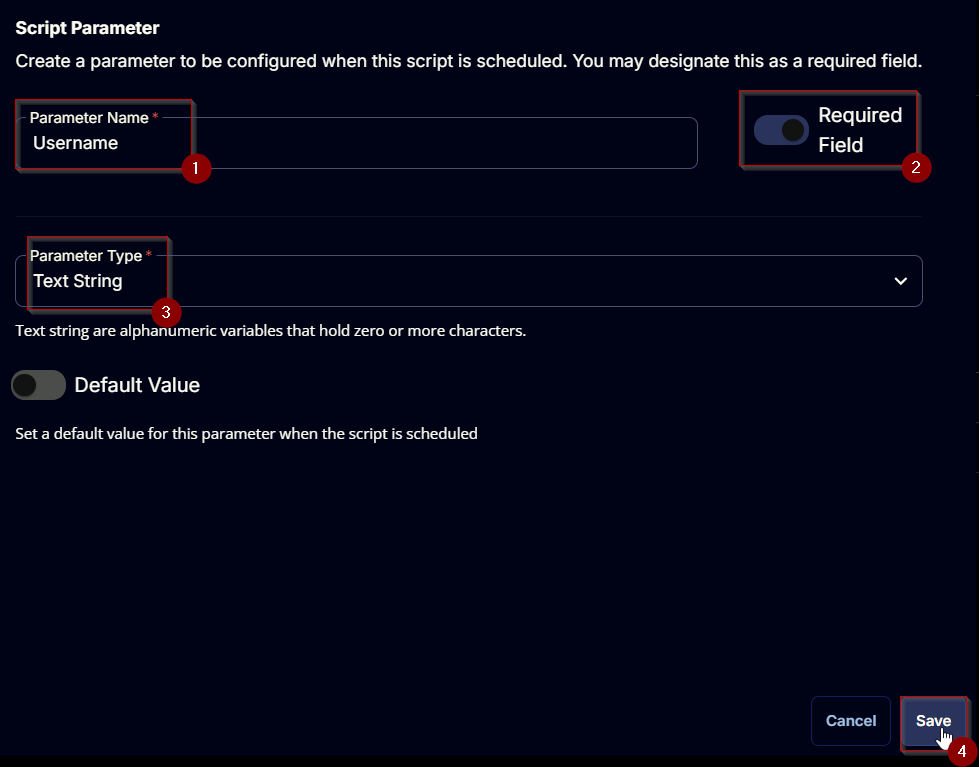 Script Parameter
Create a parameter to be configured when this script is scheduled. You may designate this as a required field.
Parameter Name *
Username
1
Required
Field
2
Parameter Type *
Text String
3
Text string are alphanumeric variables that hold zero or more characters.
Default Value
Set a default value for this parameter when the script is scheduled
Cancel
Save
4